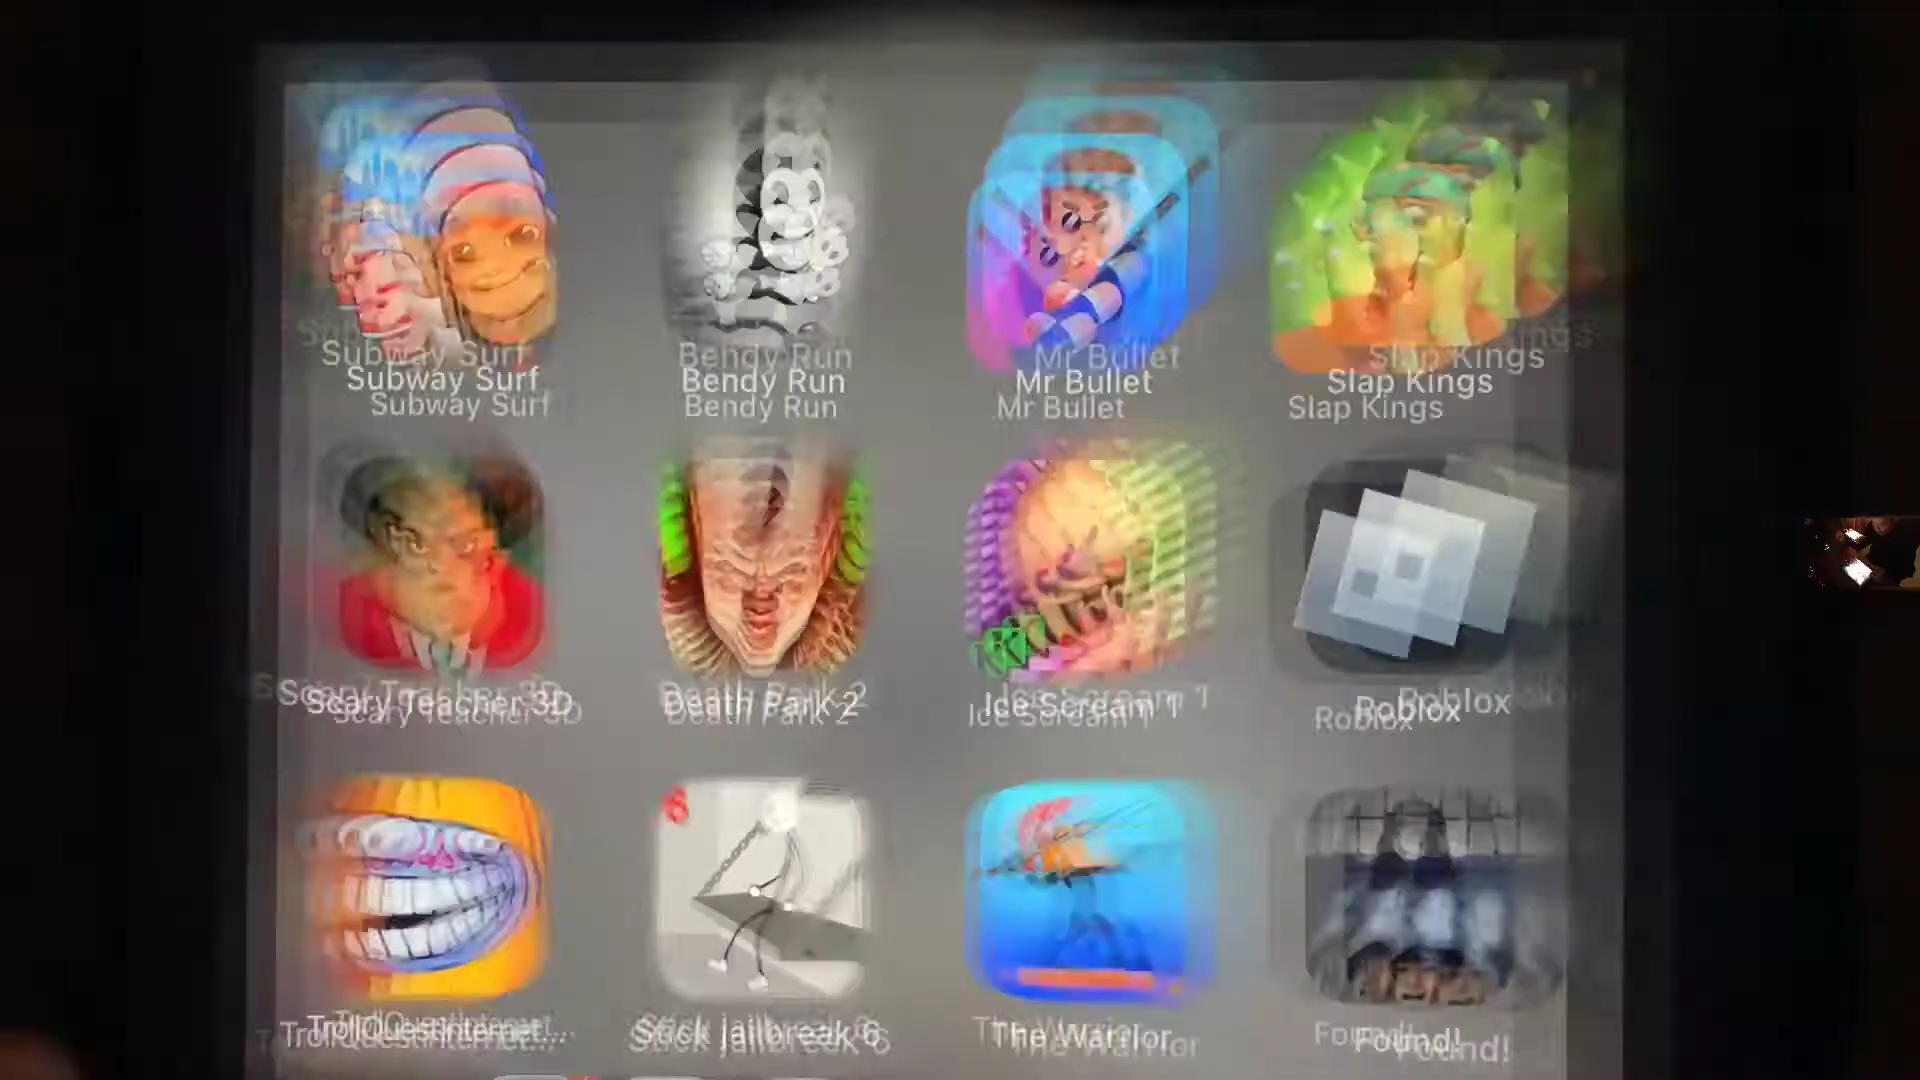 Subway Surf
Bendy Run
Mr Bullet
Slap Kings
Scary Teacher 3D
Death Park 2
Ice Scream 1
Roblox
TrollQuestInternet...
Stick jailbreak 6
The Warrior
Found!